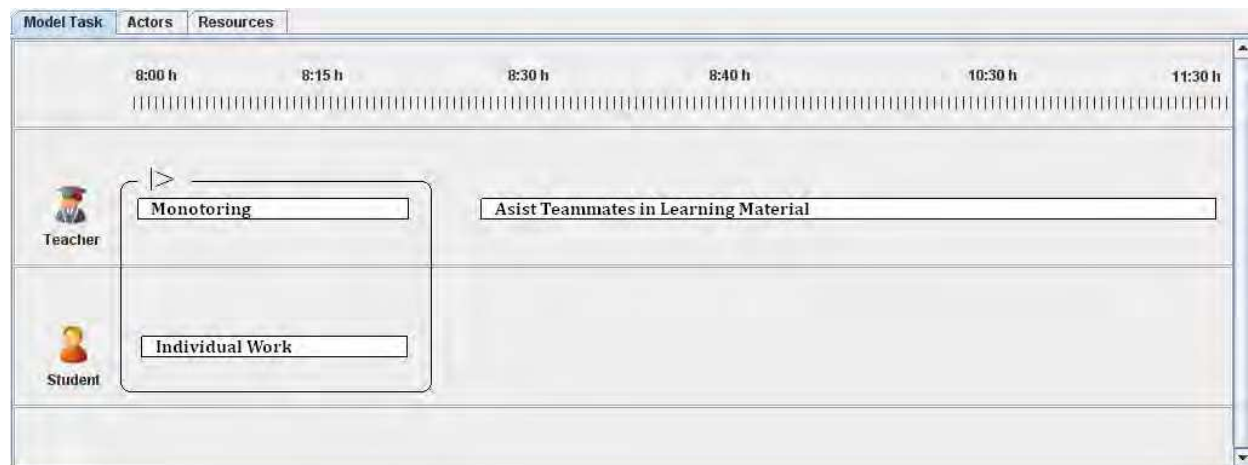 Model Task Actors Resources
8:00 h 8:15 h 8:30 h 8:40 h 10:30 h 11:30 h
|>
Monotoring Asist Teammates in Learning Material
Teacher
Individual Work
Student